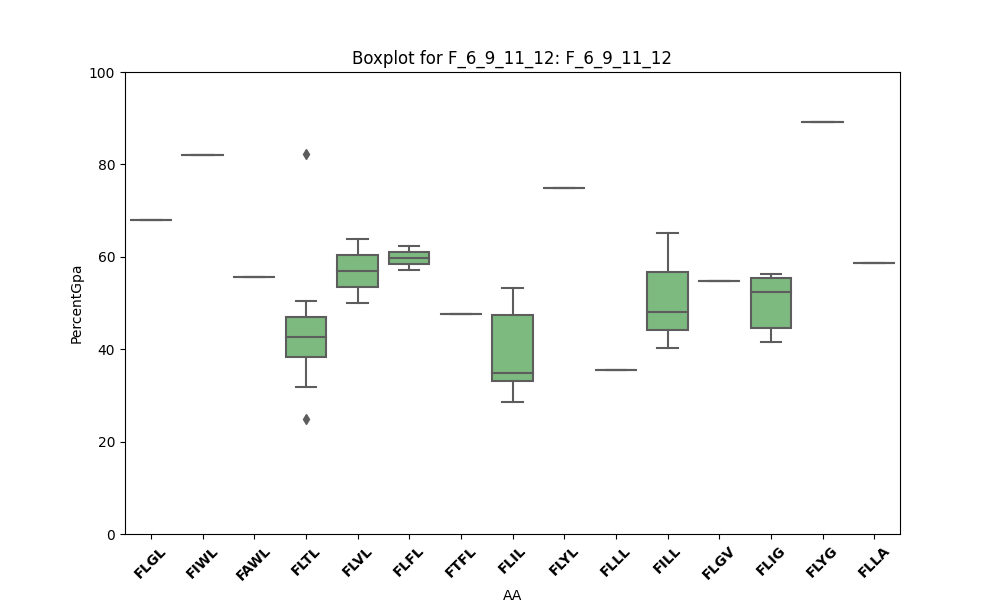 Boxplot for F_6_9_11_12: F_6_9_11_12
100
80
60
40
20
0
PercentGpa
FLGL FIWL FAWL FLTL FLVL FLFL FTFL FLIL FLYL FLLL FILL FLGV FLIG FLYG FLLA
AA